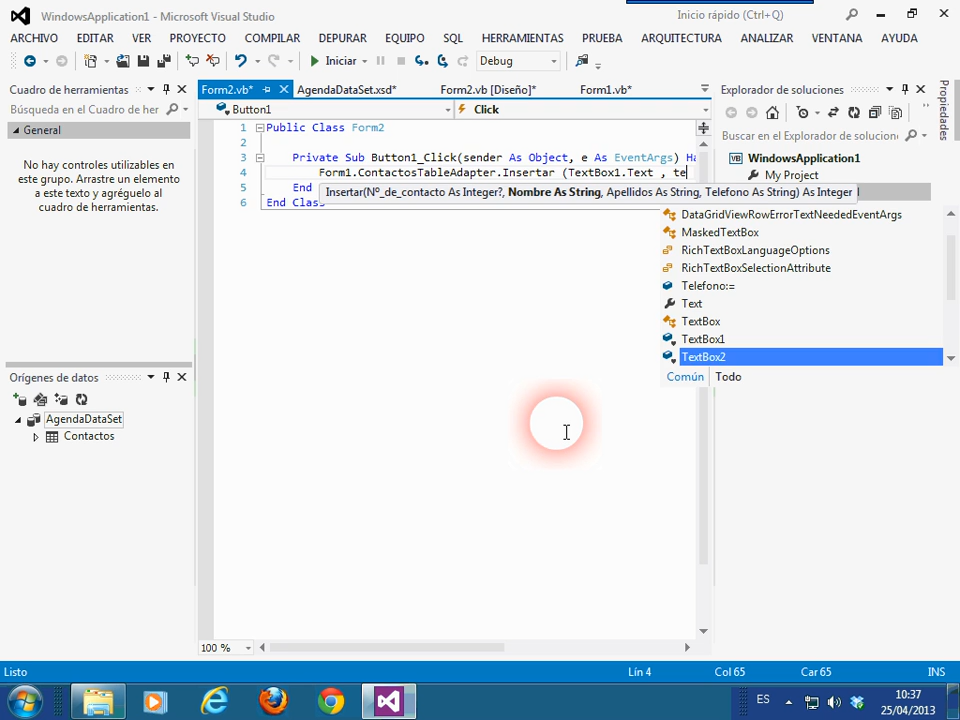 WindowsApplication1 - Microsoft Visual Studio
Inicio rápido (Ctrl+Q)
ARCHIVO EDITAR VER PROYECTO COMPILAR DEPURAR EQUIPO SQL HERRAMIENTAS PRUEBA ARQUITECTURA ANALIZAR VENTANA AYUDA
Iniciar Debug
Cuadro de herramientas
Form2.vb* AgendaDataSet.xsd* Form2.vb [Diseño]* Form1.vb*
Explorador de soluciones
Propiedades
Búsqueda en el Cuadro de her
Button1 Click
General
Buscar en el Explorador de solucion
No hay controles utilizables en
este grupo. Arrastre un elemento
a este texto y agréguelo al
cuadro de herramientas.
WindowsApplication1
My Project
1 Public Class Form2
2
3 Private Sub Button1_Click(sender As Object, e As EventArgs) Ha
4 Form1.ContactosTableAdapter.Insertar (TextBox1.Text , te
5 End
6 End Class
Insertar(Nº_de_contacto As Integer?, Nombre As String, Apellidos As String, Telefono As String) As Integer
DataGridViewRowErrorTextNeededEventArgs
MaskedTextBox
RichTextBoxLanguageOptions
RichTextBoxSelectionAttribute
Telefono:=
Text
TextBox
TextBox1
TextBox2
Común Todo
Orígenes de datos
AgendaDataSet
Contactos
100 %
Listo Lín 4 Col 65 Car 65 INS
ES
10:37
25/04/2013